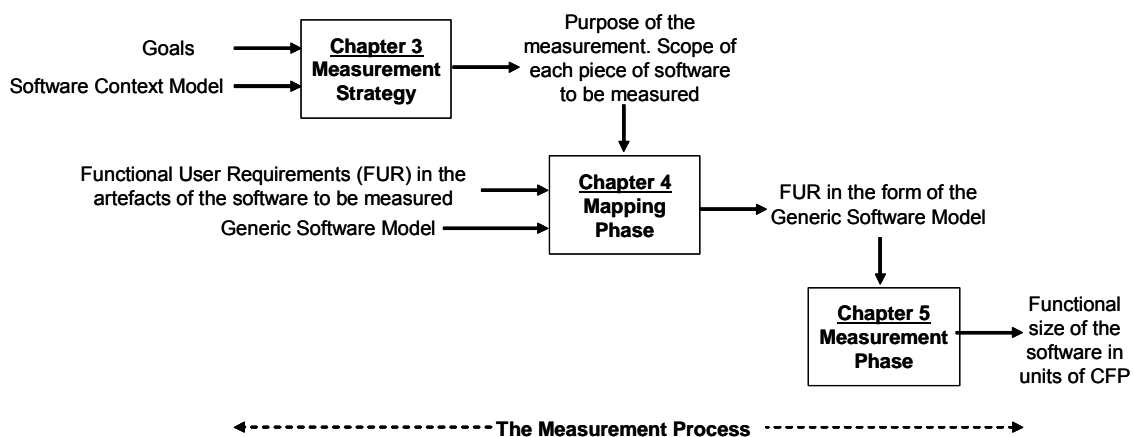 Goals
Software Context Model
Chapter 3
Measurement
Strategy
Purpose of the
measurement. Scope of
each piece of software
to be measured
Functional User Requirements (FUR) in the
artefacts of the software to be measured
Generic Software Model
Chapter 4
Mapping
Phase
FUR in the form of the
Generic Software Model
Chapter 5
Measurement
Phase
Functional
size of the
software in
units of CFP
The Measurement Process